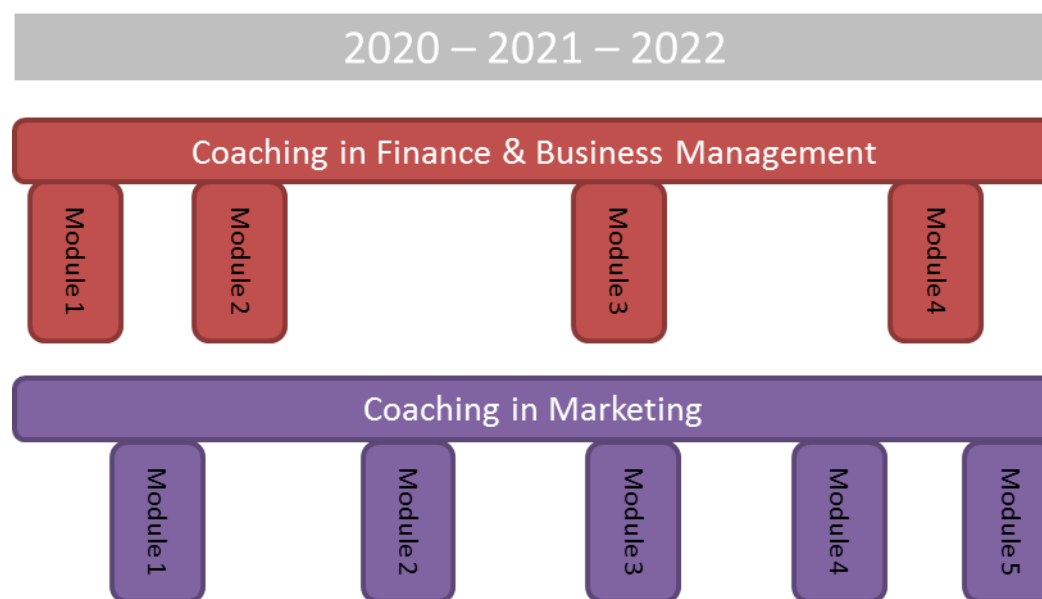 2020 – 2021 – 2022
Coaching in Finance & Business Management
Module 1
Module 2
Module 3
Module 4
Coaching in Marketing
Module 1
Module 2
Module 3
Module 4
Module 5